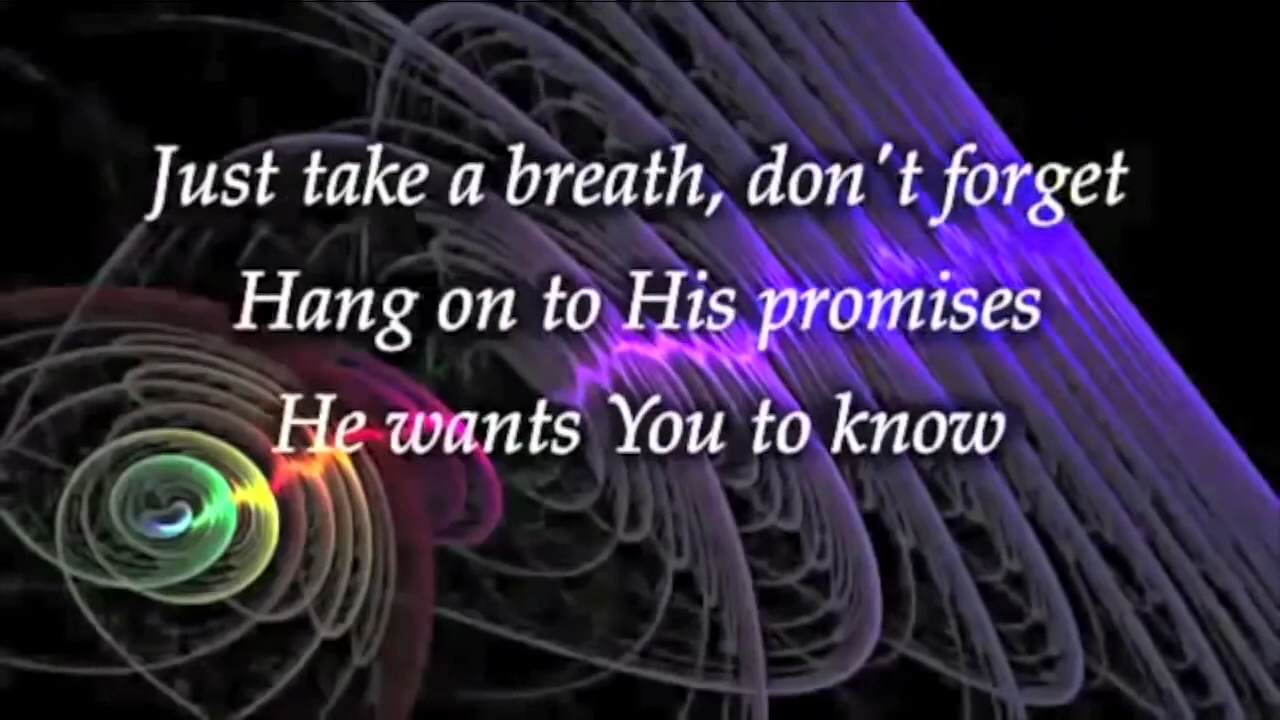 Just take a breath, don't forget
Hang on to His promises
He wants You to know